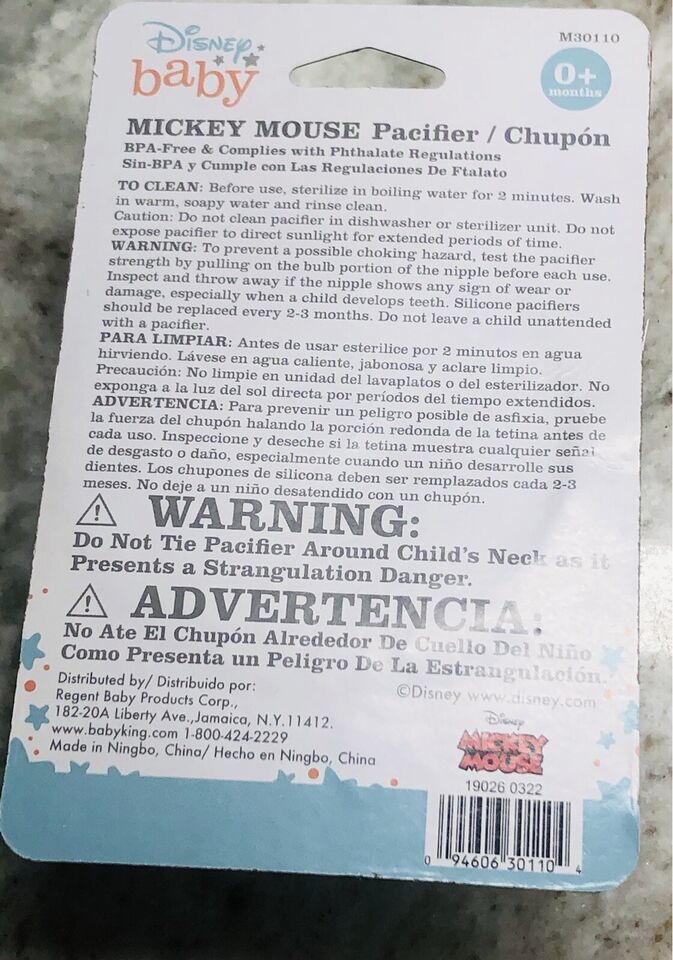 Disney
baby
M30110
0+
months
MICKEY MOUSE Pacifier / Chupón
BPA-Free & Complies with Phthalate Regulations
Sin-BPA y Cumple con Las Regulaciones De Ftalato
TO CLEAN: Before use, sterilize in boiling water for 2 minutes. Wash
in warm, soapy water and rinse clean.
Caution: Do not clean pacifier in dishwasher or sterilizer unit. Do not
expose pacifier to direct sunlight for extended periods of time.
WARNING: To prevent a possible choking hazard, test the pacifier
strength by pulling on the bulb portion of the nipple before each use.
Inspect and throw away if the nipple shows any sign of wear or
damage, especially when a child develops teeth. Silicone pacifiers
should be replaced every 2-3 months. Do not leave a child unattended
with a pacifier.
PARA LIMPIAR: Antes de usar esterilice por 2 minutos en agua
hirviendo. Lávese en agua caliente, jabonosa y aclare limpio.
Precaución: No limpie en unidad del lavaplatos o del esterilizador. No
exponga a la luz del sol directa por períodos del tiempo extendidos.
ADVERTENCIA: Para prevenir un peligro posible de asfixia, pruebe
la fuerza del chupón halando la porción redonda de la tetina antes de
cada uso. Inspeccione y deseche si la tetina muestra cualquier señal
de desgasto o daño, especialmente cuando un niño desarrolle sus
dientes. Los chupones de silicona deben ser remplazados cada 2-3
meses. No deje a un niño desatendido con un chupón.
WARNING:
Do Not Tie Pacifier Around Child's Neck as it
Presents a Strangulation Danger.
ADVERTENCIA:
No Ate El Chupón Alrededor De Cuello Del Niño
Como Presenta un Peligro De La Estrangulación.
Distributed by/ Distribuido por:
Regent Baby Products Corp.,
182-20A Liberty Ave.,Jamaica, N.Y.11412.
www.babyking.com 1-800-424-2229
Made in Ningbo, China/ Hecho en Ningbo, China
©Disney www.disney.com
Disney
MICKEY
MOUSE
19026 0322
0 94606 30110 4